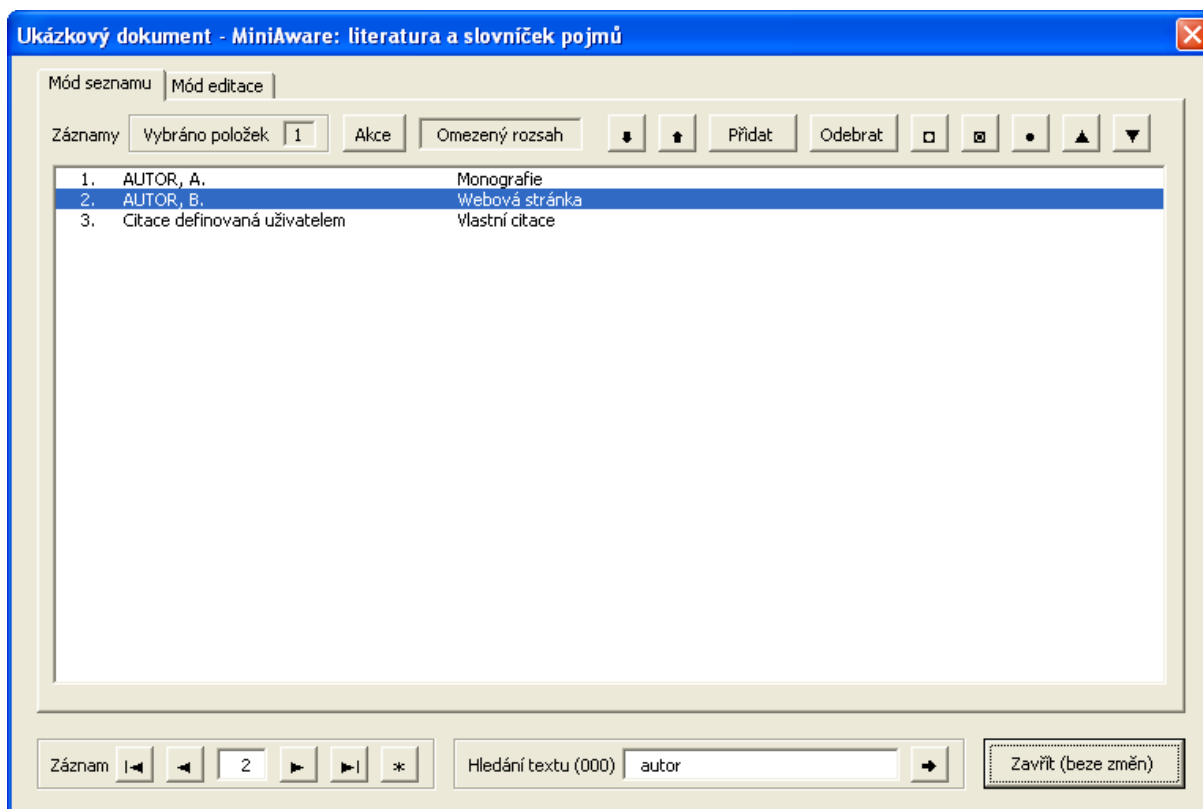 Ukázkový dokument - MiniAware: literatura a slovníček pojmů
Mód seznamu Mód editace
Záznamy Vybráno položek 1 Akce Omezený rozsah Přidat Odebrat
1. AUTOR, A. Monografie
2. AUTOR, B. Webová stránka
3. Citace definovaná uživatelem Vlastní citace
Záznam 2 * Hledání textu (000) autor Zavřít (beze změn)